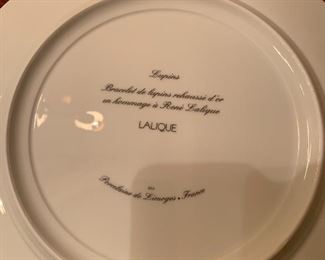 Lapins
Bracelet de lapins rehaussé d'or
en hommage à René Lalique
LALIQUE
Porcelaine de Limoges • France